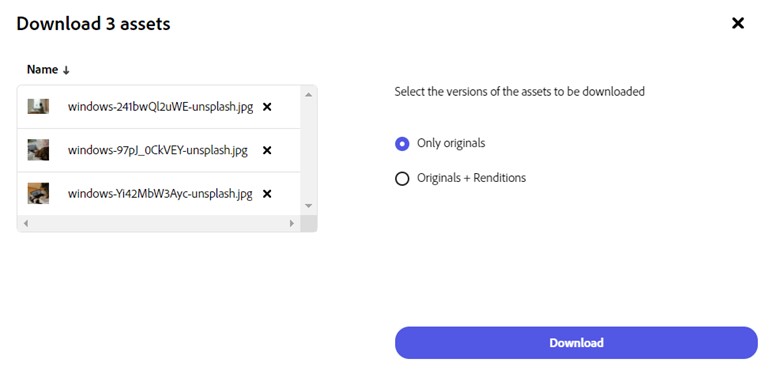 Download 3 assets
Name ↓
windows-241bwQl2uWE-unsplash.jpg
windows-97pJ_0CkVEY-unsplash.jpg
windows-Yi42MbW3Ayc-unsplash.jpg
Select the versions of the assets to be downloaded
Only originals
Originals + Renditions
Download